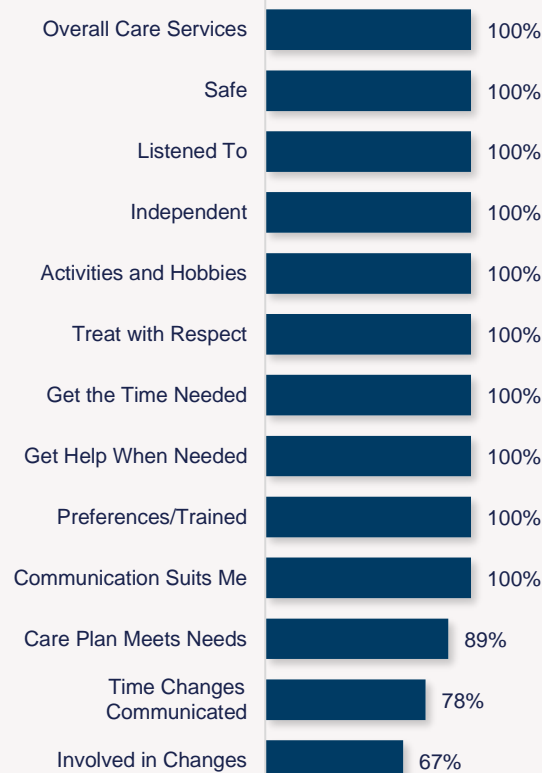 Overall Care Services 100%
Safe 100%
Listened To 100%
Independent 100%
Activities and Hobbies 100%
Treat with Respect 100%
Get the Time Needed 100%
Get Help When Needed 100%
Preferences/Trained 100%
Communication Suits Me 100%
Care Plan Meets Needs 89%
Time Changes
Communicated 78%
Involved in Changes 67%